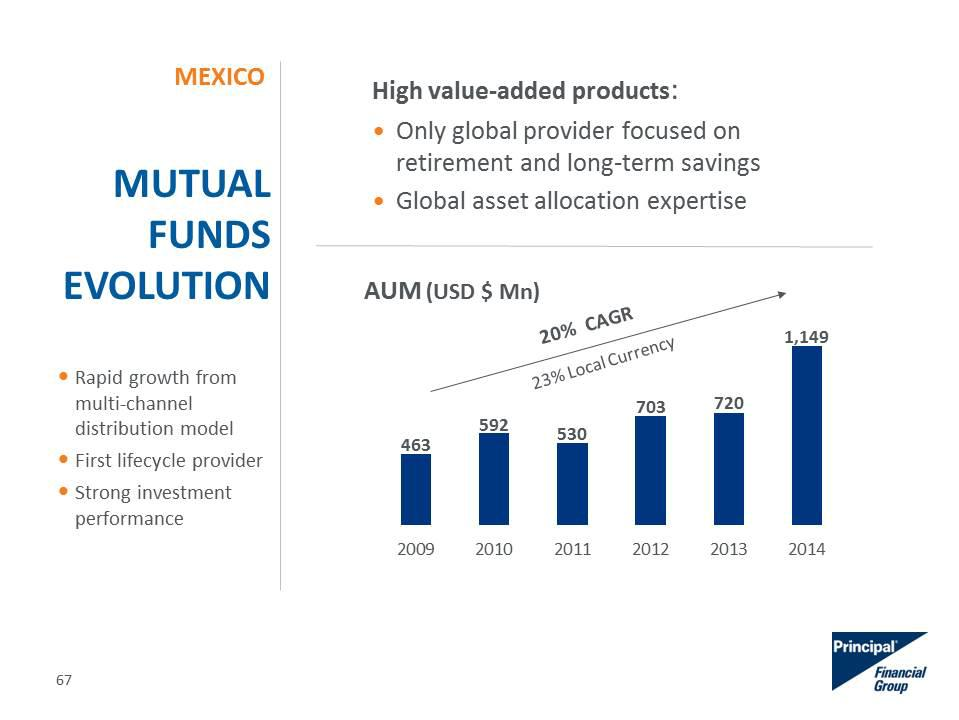 MEXICO
MUTUAL
FUNDS
EVOLUTION
• Rapid growth from
multi-channel
distribution model
• First lifecycle provider
• Strong investment
performance
High value-added products:
• Only global provider focused on
retirement and long-term savings
• Global asset allocation expertise
AUM (USD $ Mn)
20% CAGR
23% Local Currency
463
592
530
703
720
1,149
2009 2010 2011 2012 2013 2014
67
Principal®
Financial
Group